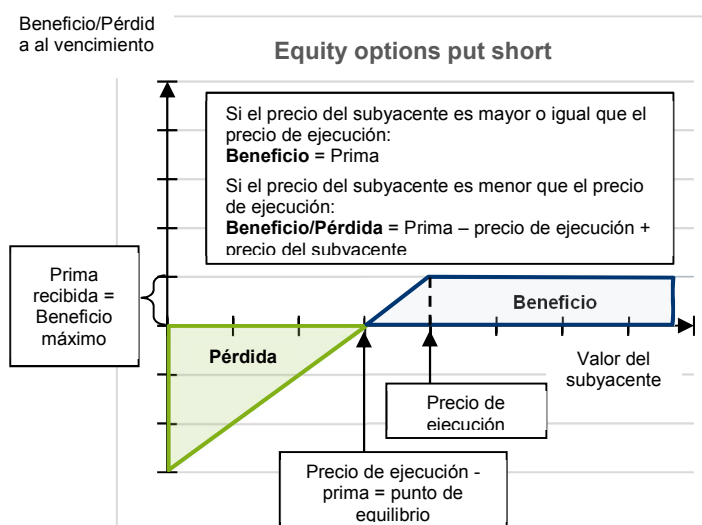 Beneficio/Pérdid
a al vencimiento
Equity options put short
Si el precio del subyacente es mayor o igual que el
precio de ejecución:
Beneficio = Prima
Si el precio del subyacente es menor que el precio
de ejecución:
Beneficio/Pérdida = Prima – precio de ejecución +
precio del subyacente
Prima
recibida =
Beneficio
máximo
Beneficio
Pérdida
Valor del
subyacente
Precio de
ejecución
Precio de ejecución -
prima = punto de
equilibrio